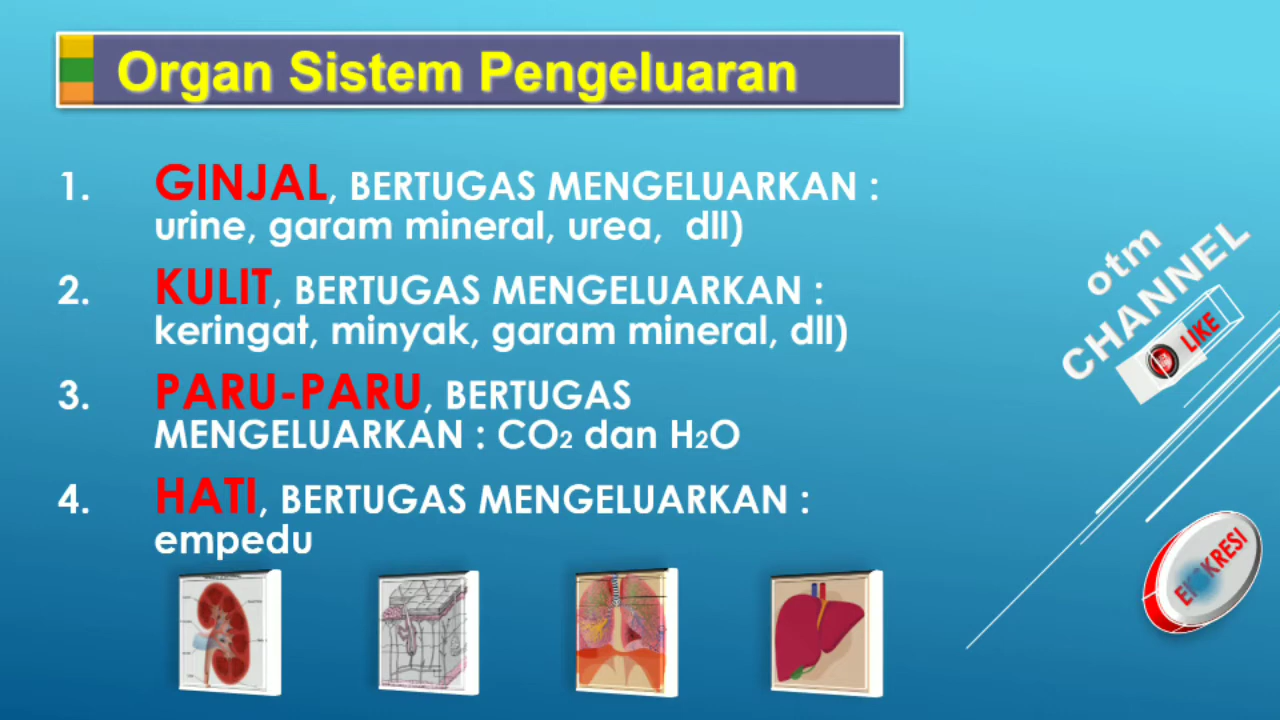 Organ Sistem Pengeluaran
1. GINJAL, BERTUGAS MENGELUARKAN :
urine, garam mineral, urea, dll)
2. KULIT, BERTUGAS MENGELUARKAN :
keringat, minyak, garam mineral, dll)
3. PARU-PARU, BERTUGAS
MENGELUARKAN : CO₂ dan H₂O
4. HATI, BERTUGAS MENGELUARKAN :
empedu
otm
CHANNEL
LIKE